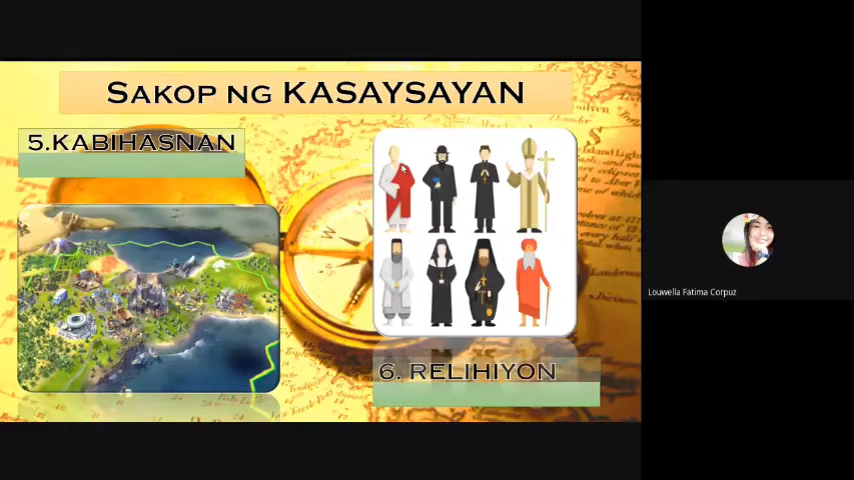 SAKOP NG KASAYSAYAN
5.KABIHASNAN
6. RELIHIYON
Louwella Fatima Corpuz